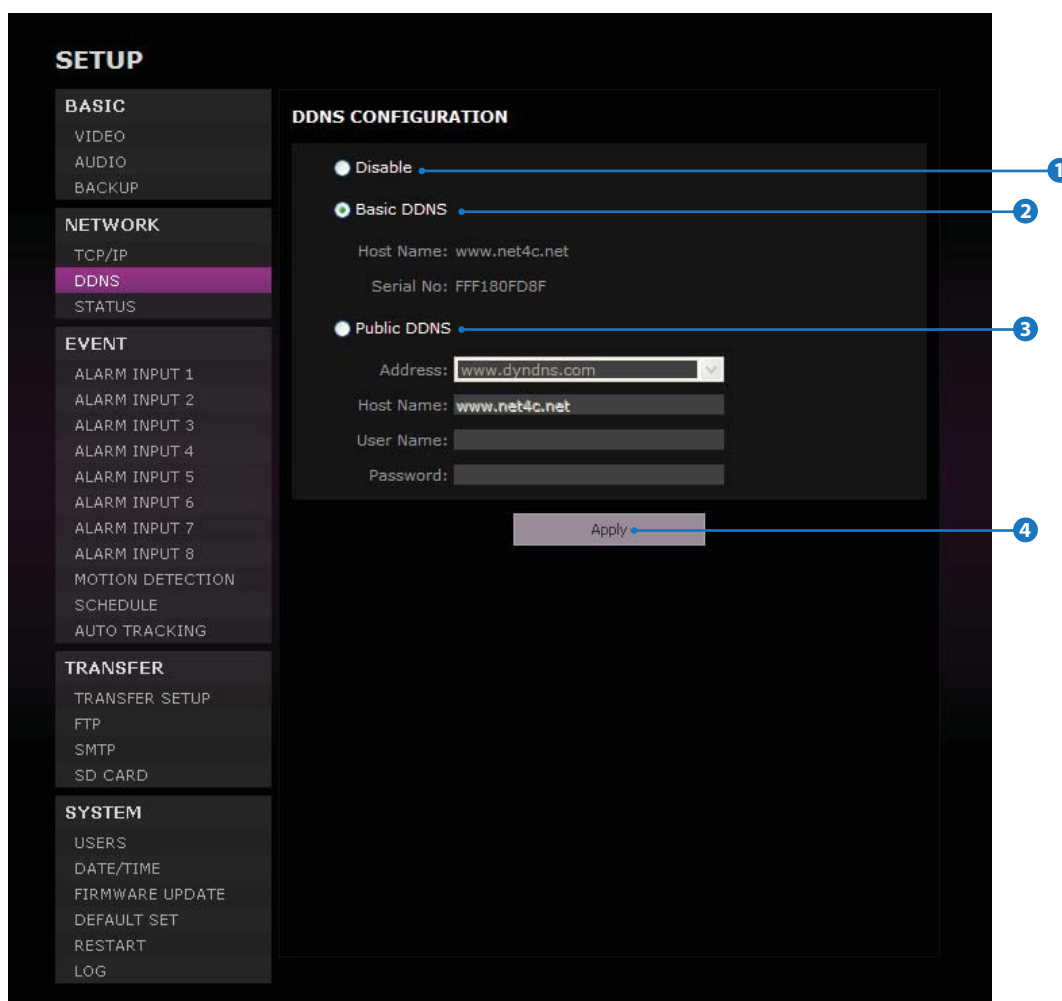 SETUP
BASIC
VIDEO
AUDIO
BACKUP
NETWORK
TCP/IP
DDNS
STATUS
EVENT
ALARM INPUT 1
ALARM INPUT 2
ALARM INPUT 3
ALARM INPUT 4
ALARM INPUT 5
ALARM INPUT 6
ALARM INPUT 7
ALARM INPUT 8
MOTION DETECTION
SCHEDULE
AUTO TRACKING
TRANSFER
TRANSFER SETUP
FTP
SMTP
SD CARD
SYSTEM
USERS
DATE/TIME
FIRMWARE UPDATE
DEFAULT SET
RESTART
LOG
DDNS CONFIGURATION
Disable 1
Basic DDNS 2
Host Name: www.net4c.net
Serial No: FFF180FD8F
Public DDNS 3
Address: www.dyndns.com
Host Name: www.net4c.net
User Name:
Password:
Apply 4